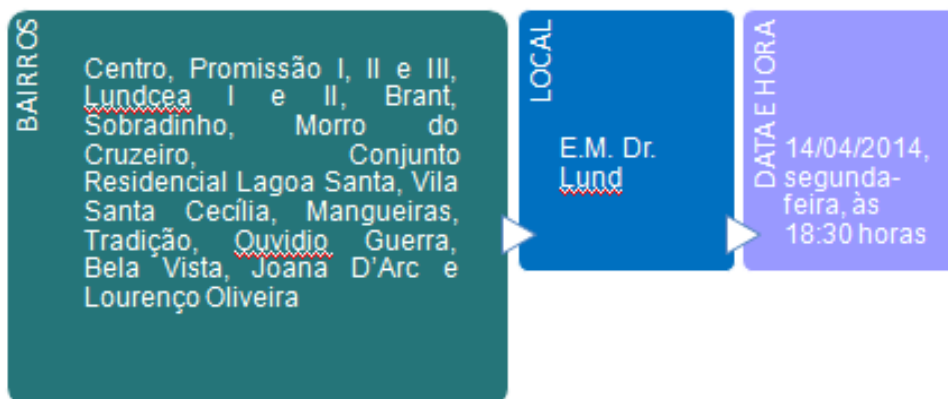 BAIRROS
Centro, Promissão I, II e III,
Lundcea I e II, Brant,
Sobradinho, Morro do
Cruzeiro, Conjunto
Residencial Lagoa Santa, Vila
Santa Cecília, Mangueiras,
Tradição, Ouvidio Guerra,
Bela Vista, Joana D'Arc e
Lourenço Oliveira
LOCAL
E.M. Dr.
Lund
DATA E HORA
14/04/2014,
segunda-
feira, às
18:30 horas